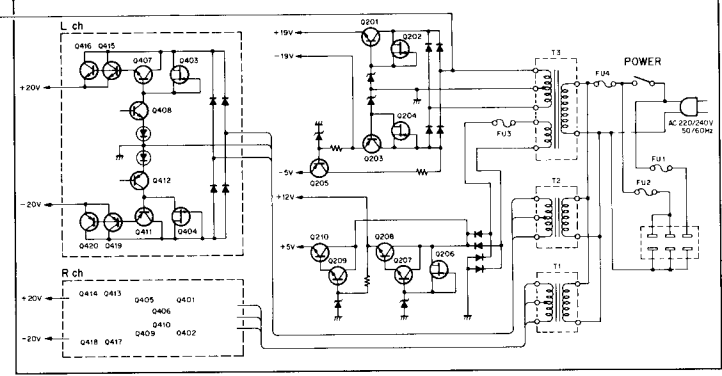 L ch
Q416 Q415
Q407
Q403
+20V
Q408
Q412
-20V
Q420 Q419
Q411
Q404
R ch
+20V
Q414 Q413
Q405
Q401
Q406
Q410
-20V
Q418 Q417
Q409
Q402
Q201
+19V
Q202
-19V
Q204
Q203
-5V
Q205
+12V
+5V
Q210
Q209
Q208
Q207
Q206
FU3
T3
T2
T1
FU4
POWER
AC 220/240V
50/60Hz
FU1
FU2